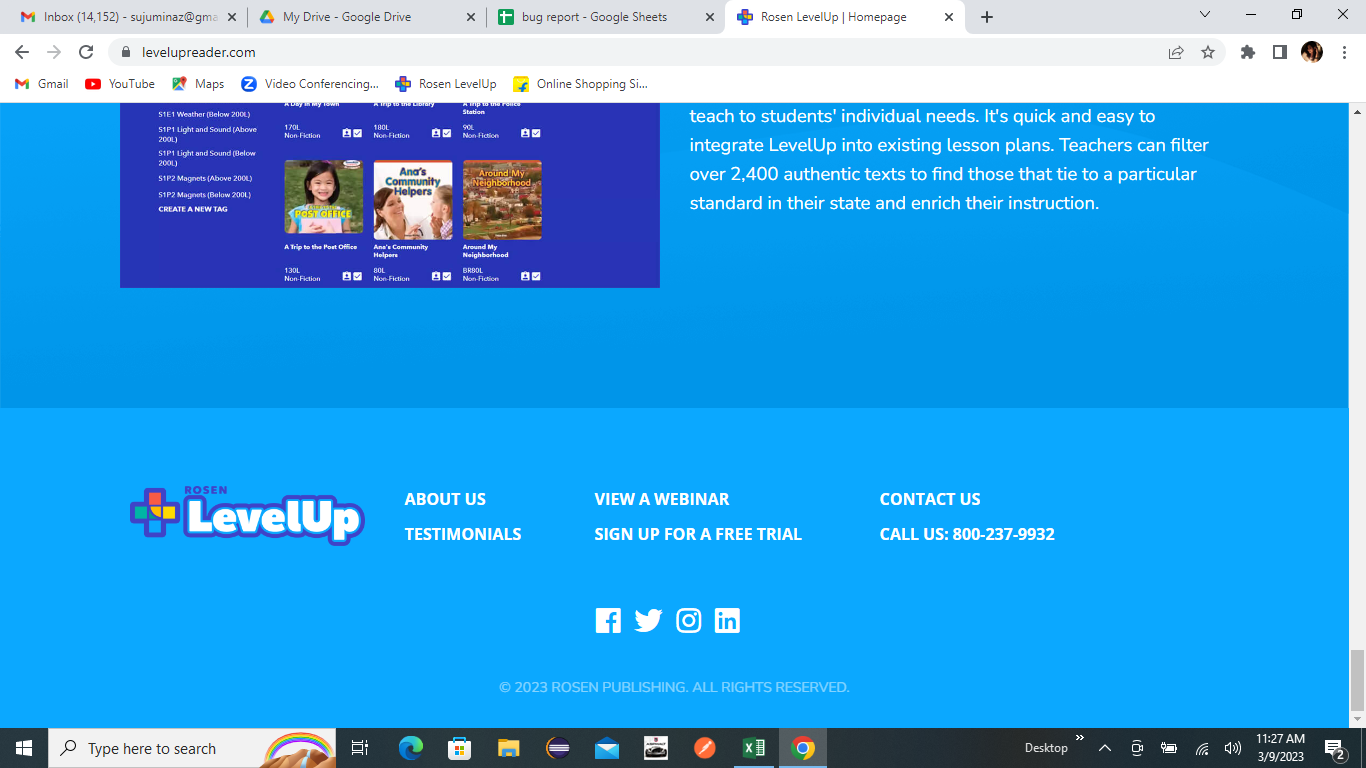 Inbox (14,152) - sujuminaz@gma
My Drive - Google Drive
bug report - Google Sheets
Rosen LevelUp | Homepage
levelupreader.com
Gmail
YouTube
Maps
Video Conferencing...
Rosen LevelUp
Online Shopping Si...
S1E1 Weather (Below 200L)
S1P1 Light and Sound (Above
200L)
S1P1 Light and Sound (Below
200L)
S1P2 Magnets (Above 200L)
S1P2 Magnets (Below 200L)
CREATE A NEW TAG
A Day in My Town
170L
Non-Fiction
A Trip to the Library
180L
Non-Fiction
A Trip to the Police
Station
90L
Non-Fiction
POST OFFICE
A Trip to the Post Office
130L
Non-Fiction
Ana's
Community
Helpers
Ana's Community
Helpers
80L
Non-Fiction
Around My
Neighborhood
Around My
Neighborhood
BR80L
Non-Fiction
teach to students' individual needs. It's quick and easy to
integrate LevelUp into existing lesson plans. Teachers can filter
over 2,400 authentic texts to find those that tie to a particular
standard in their state and enrich their instruction.
ROSEN
LevelUp
ABOUT US
TESTIMONIALS
VIEW A WEBINAR
SIGN UP FOR A FREE TRIAL
CONTACT US
CALL US: 800-237-9932
© 2023 ROSEN PUBLISHING. ALL RIGHTS RESERVED.
Type here to search
Desktop
11:27 AM
3/9/2023
2